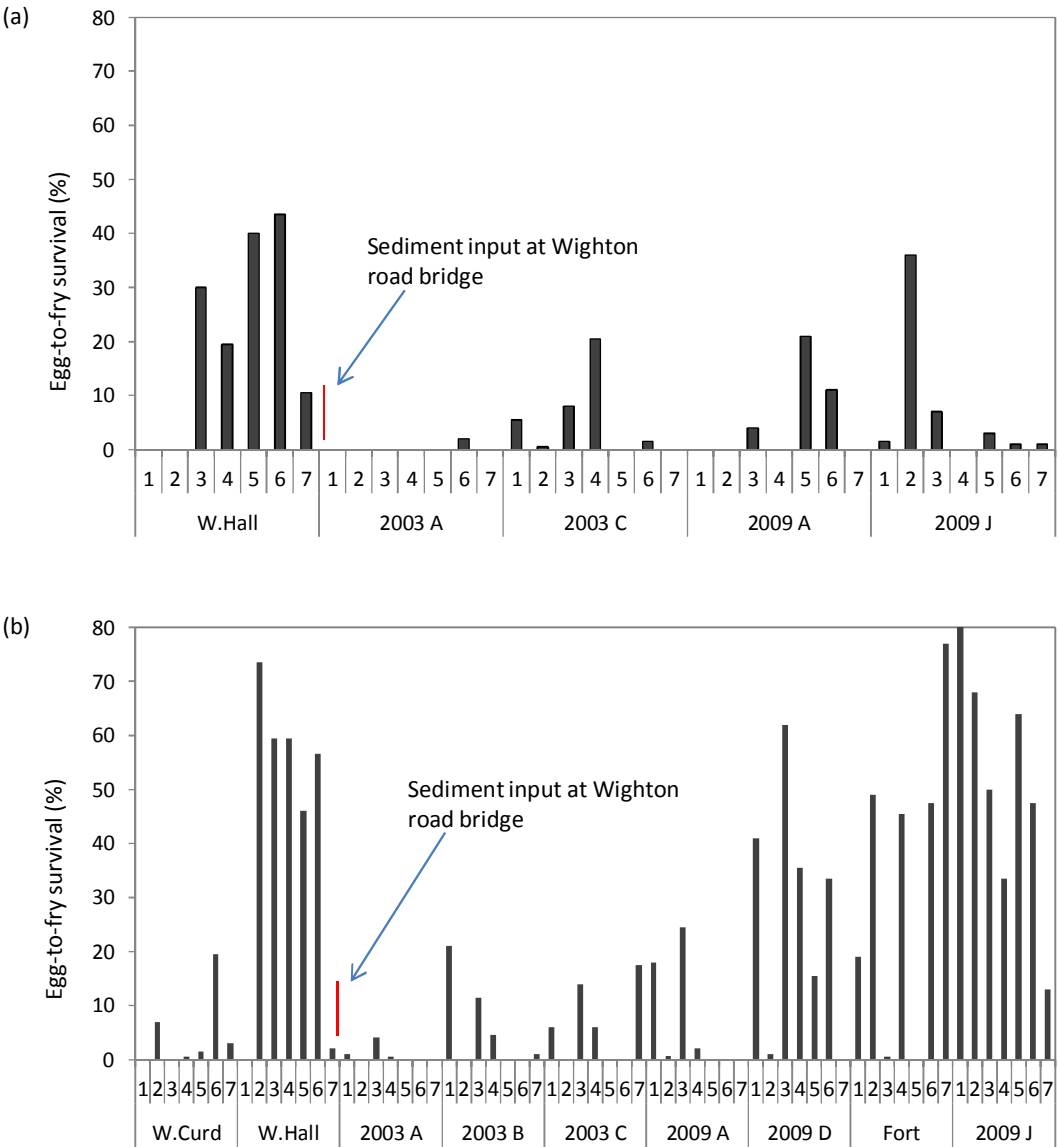 (a)
80
70
60
50
40
30
20
10
0
Egg-to-fry survival (%)
Sediment input at Wighton
road bridge
1 2 3 4 5 6 7 1 2 3 4 5 6 7 1 2 3 4 5 6 7 1 2 3 4 5 6 7 1 2 3 4 5 6 7
W.Hall 2003 A 2003 C 2009 A 2009 J
(b)
80
70
60
50
40
30
20
10
0
Egg-to-fry survival (%)
Sediment input at Wighton
road bridge
1 2 3 4 5 6 7 1 2 3 4 5 6 7 1 2 3 4 5 6 7 1 2 3 4 5 6 7 1 2 3 4 5 6 7 1 2 3 4 5 6 7 1 2 3 4 5 6 7 1 2 3 4 5 6 7 1 2 3 4 5 6 7
W.Curd W.Hall 2003 A 2003 B 2003 C 2009 A 2009 D Fort 2009 J